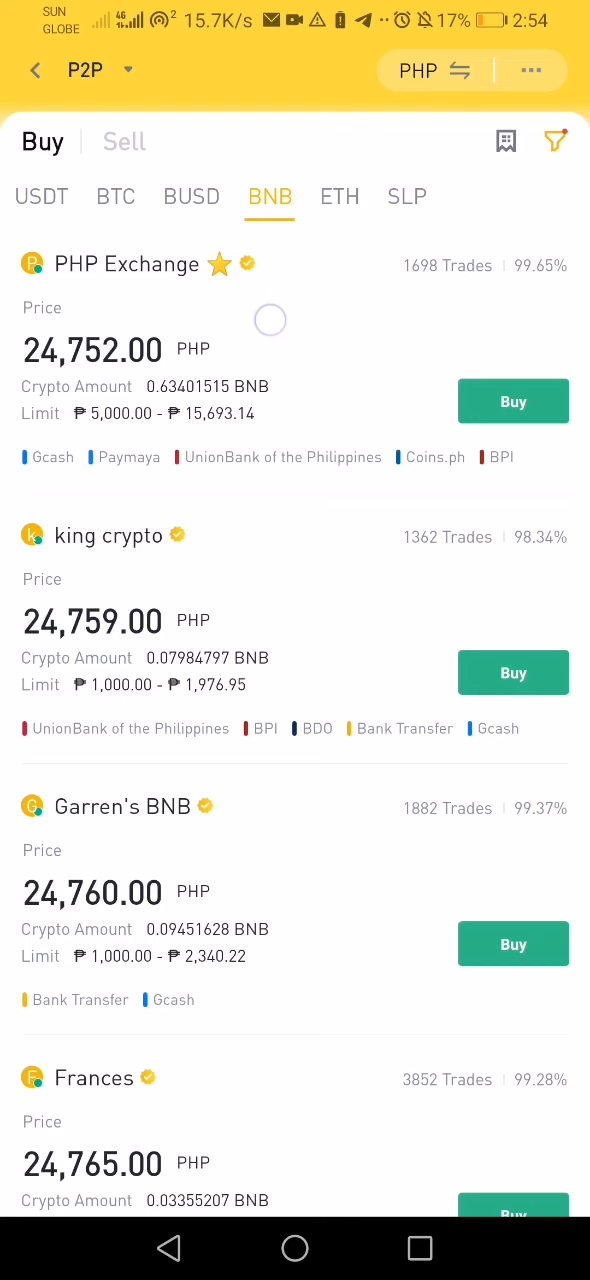 SUN
GLOBE
4G
2
15.7K/s
17%
2:54
P2P
PHP
Buy
Sell
USDT BTC BUSD BNB ETH SLP
P
PHP Exchange
1698 Trades 99.65%
Price
24,752.00 PHP
Crypto Amount 0.63401515 BNB
Limit ₱ 5,000.00 - ₱ 15,693.14
Buy
Gcash Paymaya UnionBank of the Philippines Coins.ph BPI
k
king crypto
1362 Trades 98.34%
Price
24,759.00 PHP
Crypto Amount 0.07984797 BNB
Limit ₱ 1,000.00 - ₱ 1,976.95
Buy
UnionBank of the Philippines BPI BDO Bank Transfer Gcash
G
Garren's BNB
1882 Trades 99.37%
Price
24,760.00 PHP
Crypto Amount 0.09451628 BNB
Limit ₱ 1,000.00 - ₱ 2,340.22
Buy
Bank Transfer Gcash
F
Frances
3852 Trades 99.28%
Price
24,765.00 PHP
Crypto Amount 0.03355207 BNB
Buy